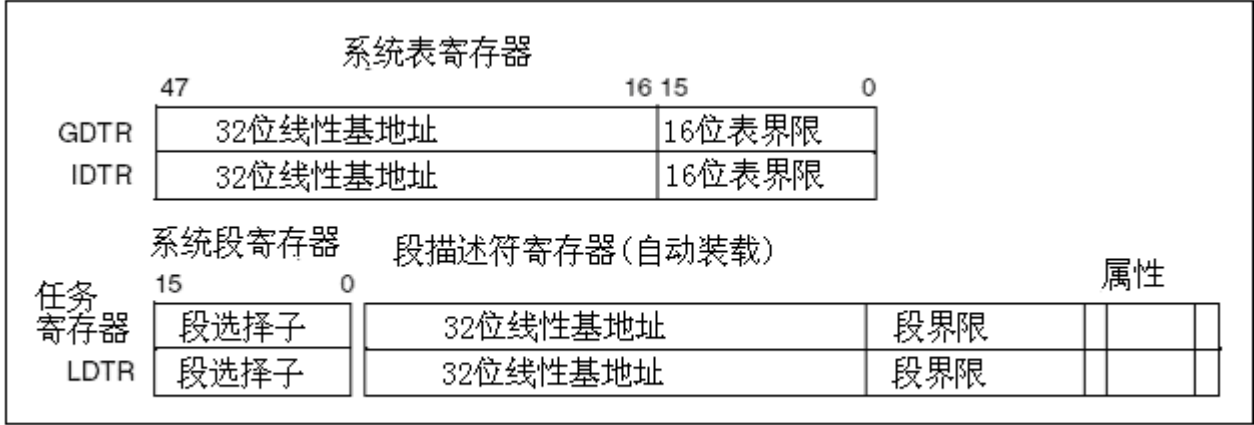 系统表寄存器
47 16 15 0
GDTR 32位线性基地址 16位表界限
IDTR 32位线性基地址 16位表界限
系统段寄存器 段描述符寄存器(自动装载) 属性
15 0
任务寄存器 段选择子 32位线性基地址 段界限
LDTR 段选择子 32位线性基地址 段界限